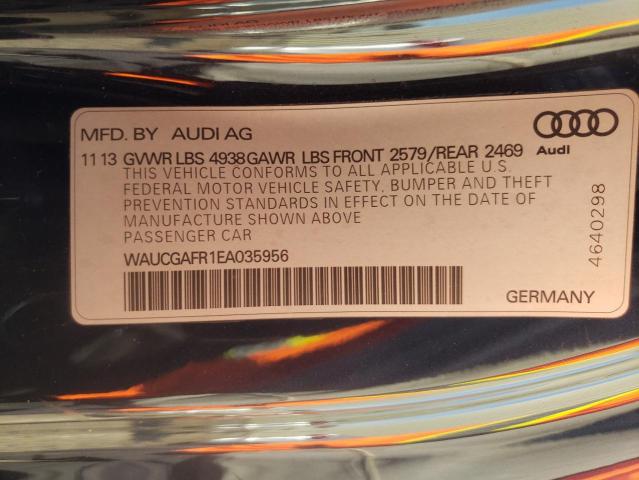 MFD. BY AUDI AG
11 13 GVWR LBS 4938 GAWR LBS FRONT 2579/REAR 2469
Audi
THIS VEHICLE CONFORMS TO ALL APPLICABLE U.S.
FEDERAL MOTOR VEHICLE SAFETY, BUMPER AND THEFT
PREVENTION STANDARDS IN EFFECT ON THE DATE OF
MANUFACTURE SHOWN ABOVE
PASSENGER CAR
WAUCGAFR1EA035956
GERMANY
4640298